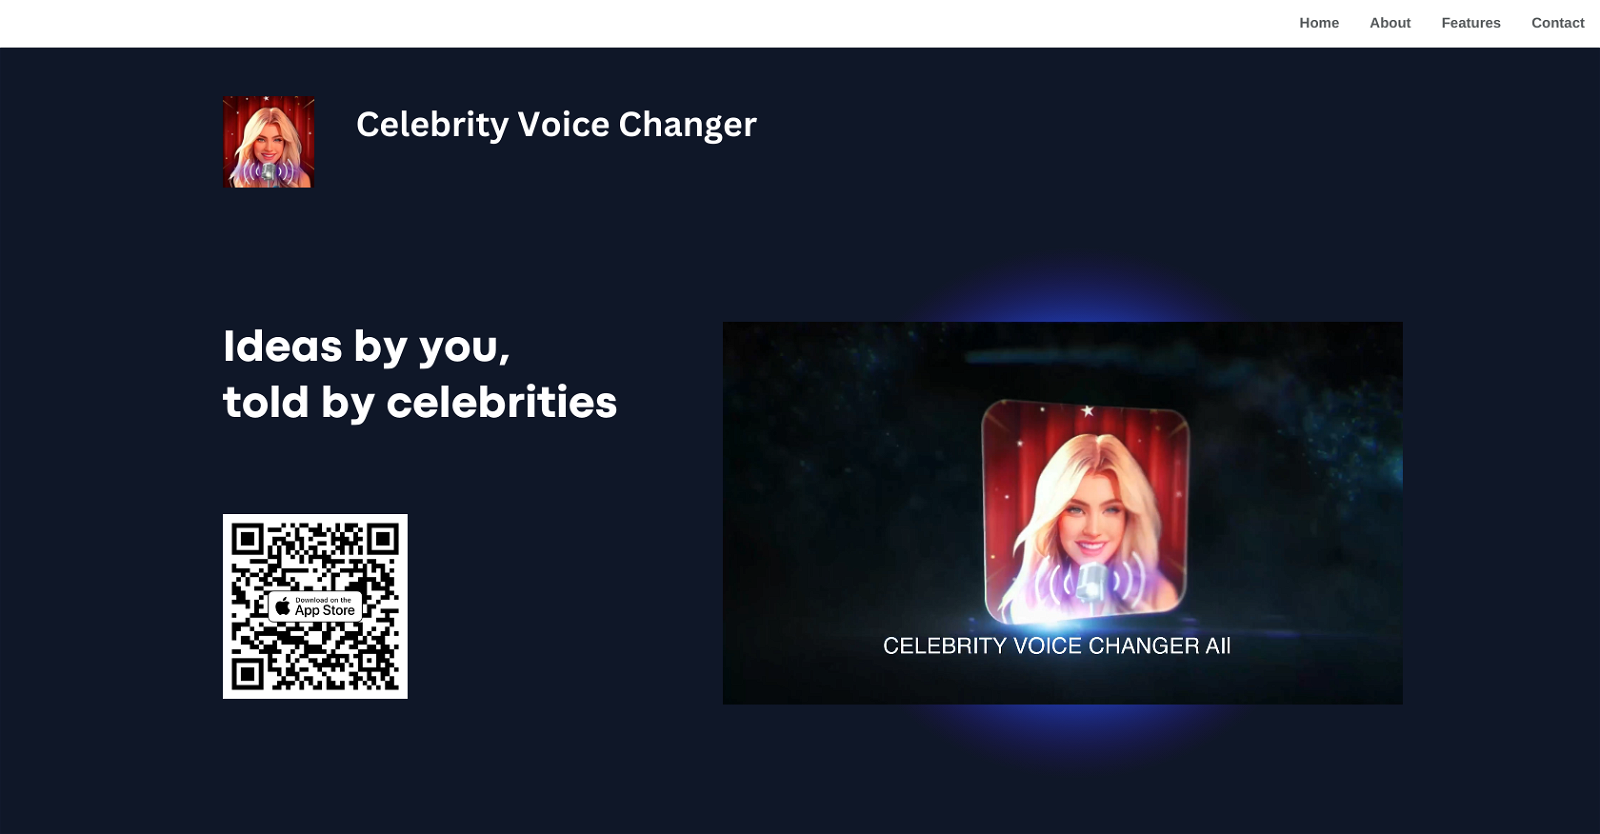 Home About Features Contact
Celebrity Voice Changer
Ideas by you,
told by celebrities
Download on the
App Store
CELEBRITY VOICE CHANGER AIl